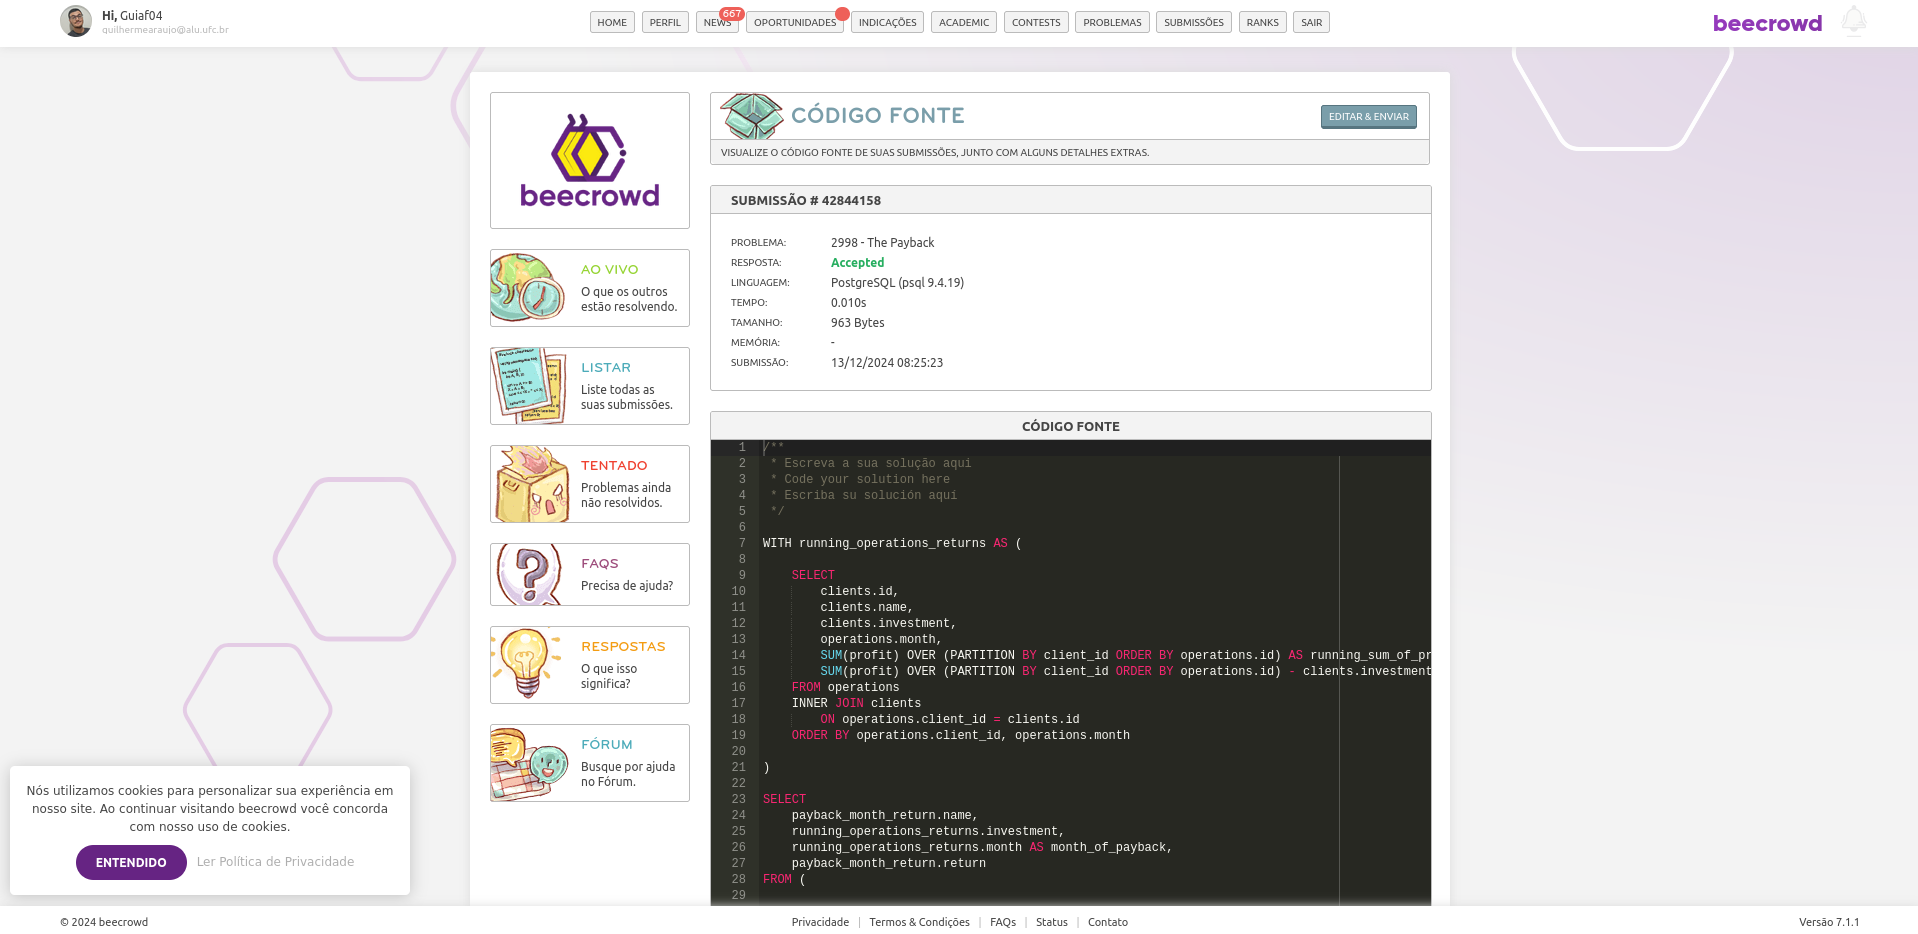 Hi, Guiaf04
guilhermearaujo@alu.ufc.br
HOME
PERFIL
NEWS
667
OPORTUNIDADES
INDICAÇÕES
ACADEMIC
CONTESTS
PROBLEMAS
SUBMISSÕES
RANKS
SAIR
beecrowd
beecrowd
AO VIVO
O que os outros
estão resolvendo.
LISTAR
Liste todas as
suas submissões.
TENTADO
Problemas ainda
não resolvidos.
FAQS
Precisa de ajuda?
RESPOSTAS
O que isso
significa?
FÓRUM
Busque por ajuda
no Fórum.
CÓDIGO FONTE
EDITAR & ENVIAR
VISUALIZE O CÓDIGO FONTE DE SUAS SUBMISSÕES, JUNTO COM ALGUNS DETALHES EXTRAS.
SUBMISSÃO # 42844158
PROBLEMA: 2998 - The Payback
RESPOSTA: Accepted
LINGUAGEM: PostgreSQL (psql 9.4.19)
TEMPO: 0.010s
TAMANHO: 963 Bytes
MEMÓRIA: -
SUBMISSÃO: 13/12/2024 08:25:23
CÓDIGO FONTE
1 /**
2  * Escreva a sua solução aqui
3  * Code your solution here
4  * Escriba su solución aquí
5  */
6
7 WITH running_operations_returns AS (
8
9     SELECT
10         clients.id,
11         clients.name,
12         clients.investment,
13         operations.month,
14         SUM(profit) OVER (PARTITION BY client_id ORDER BY operations.id) AS running_sum_of_pr
15         SUM(profit) OVER (PARTITION BY client_id ORDER BY operations.id) - clients.investment
16     FROM operations
17     INNER JOIN clients
18         ON operations.client_id = clients.id
19     ORDER BY operations.client_id, operations.month
20
21 )
22
23 SELECT
24     payback_month_return.name,
25     running_operations_returns.investment,
26     running_operations_returns.month AS month_of_payback,
27     payback_month_return.return
28 FROM (
29
Nós utilizamos cookies para personalizar sua experiência em
nosso site. Ao continuar visitando beecrowd você concorda
com nosso uso de cookies.
ENTENDIDO
Ler Política de Privacidade
© 2024 beecrowd
Privacidade | Termos & Condições | FAQs | Status | Contato
Versão 7.1.1